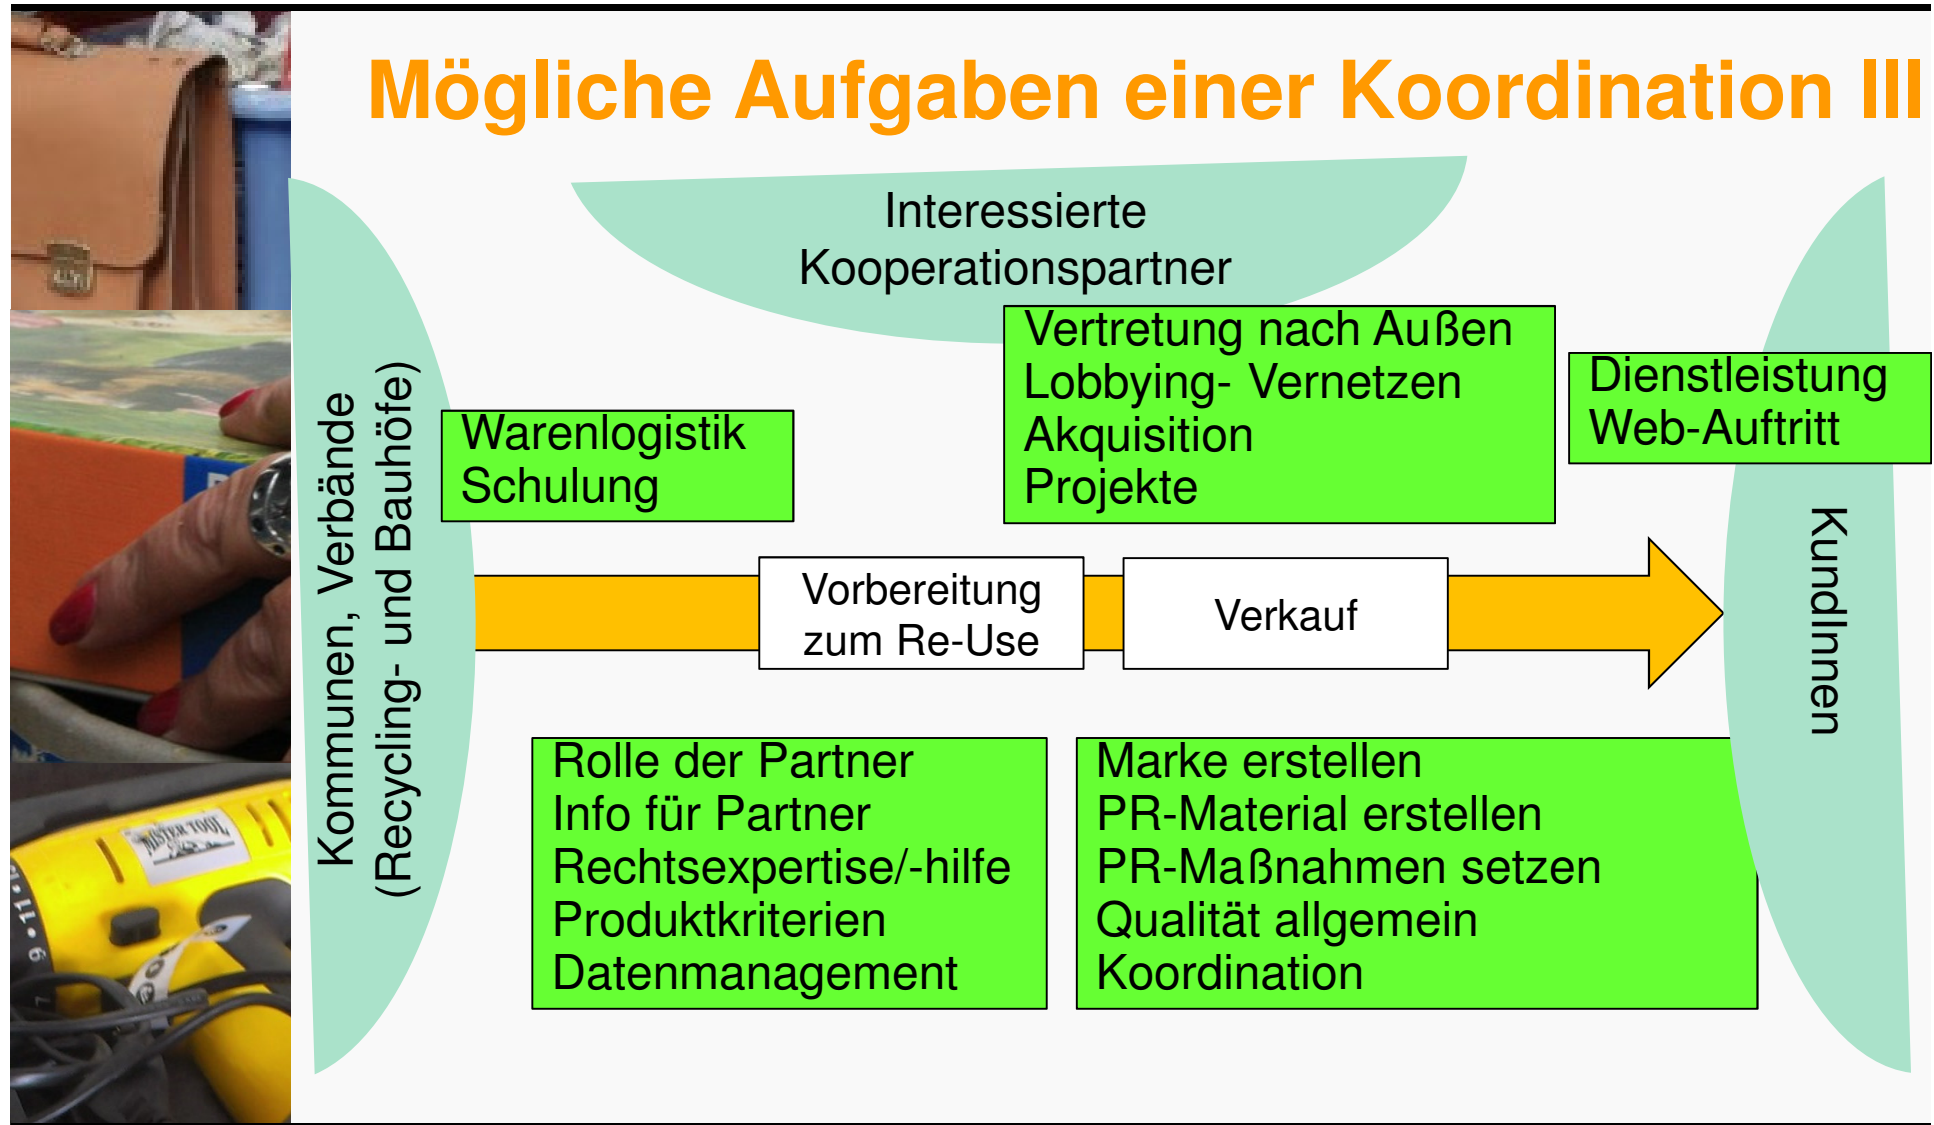 Mögliche Aufgaben einer Koordination III
Interessierte
Kooperationspartner
Kommunen, Verbände
(Recycling- und Bauhöfe)
Warenlogistik
Schulung
Vertretung nach Außen
Lobbying- Vernetzen
Akquisition
Projekte
Dienstleistung
Web-Auftritt
Vorbereitung
zum Re-Use
Verkauf
KundInnen
Rolle der Partner
Info für Partner
Rechtsexpertise/-hilfe
Produktkriterien
Datenmanagement
Marke erstellen
PR-Material erstellen
PR-Maßnahmen setzen
Qualität allgemein
Koordination
MISTER TOOL